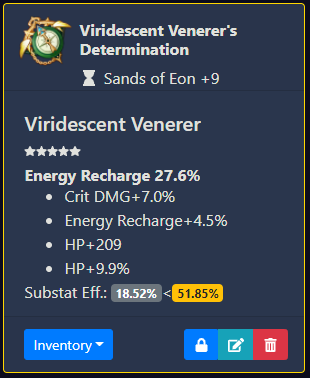 Viridescent Venerer's
Determination
Sands of Eon +9
Viridescent Venerer
Energy Recharge 27.6%
• Crit DMG+7.0%
• Energy Recharge+4.5%
• HP+209
• HP+9.9%
Substat Eff.: 18.52%<51.85%
Inventory